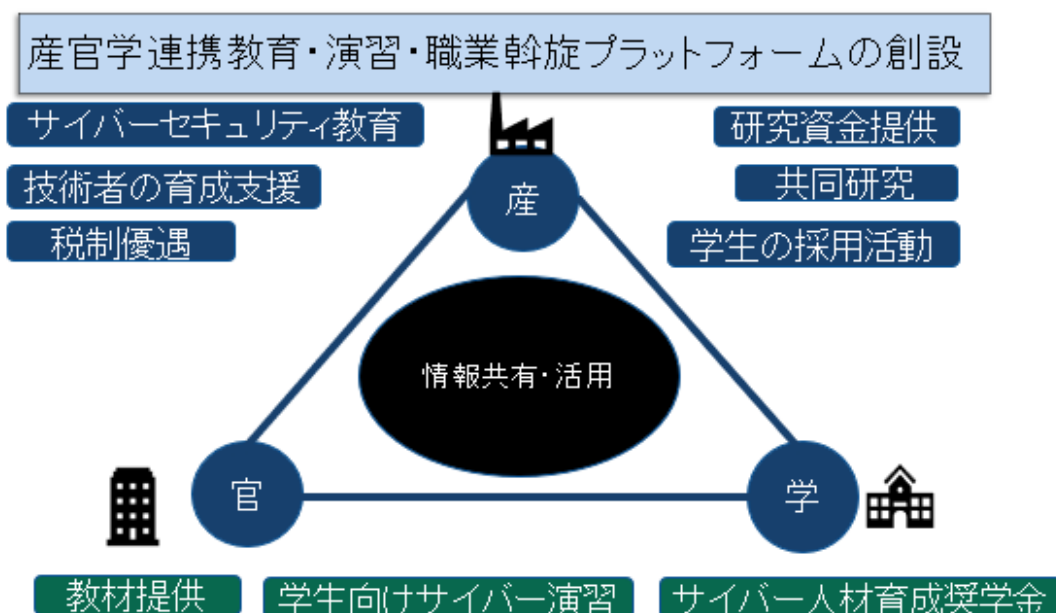 産官学連携教育・演習・職業斡旋プラットフォームの創設
サイバーセキュリティ教育
研究資金提供
技術者の育成支援
共同研究
税制優遇
学生の採用活動
産
情報共有・活用
官
学
教材提供
学生向けサイバー演習
サイバー人材育成奨学金